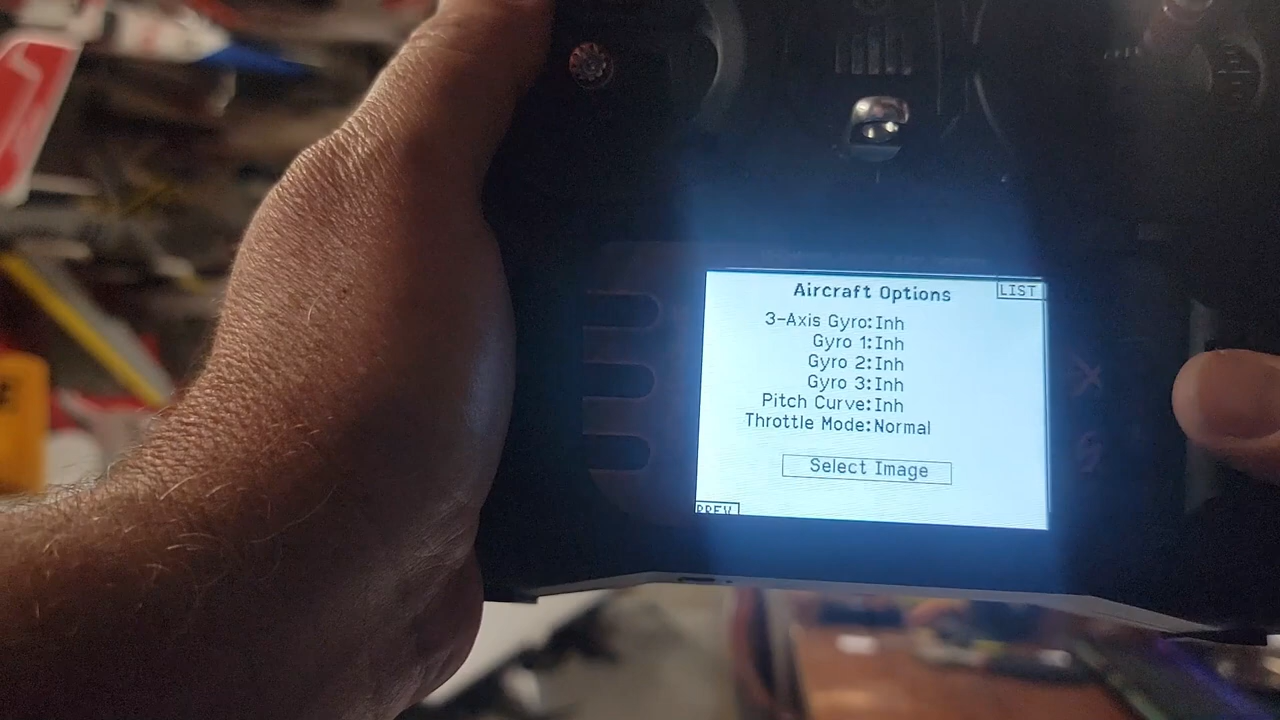 Aircraft Options
LIST
3-Axis Gyro: Inh
Gyro 1: Inh
Gyro 2: Inh
Gyro 3: Inh
Pitch Curve: Inh
Throttle Mode: Normal
Select Image
PREV